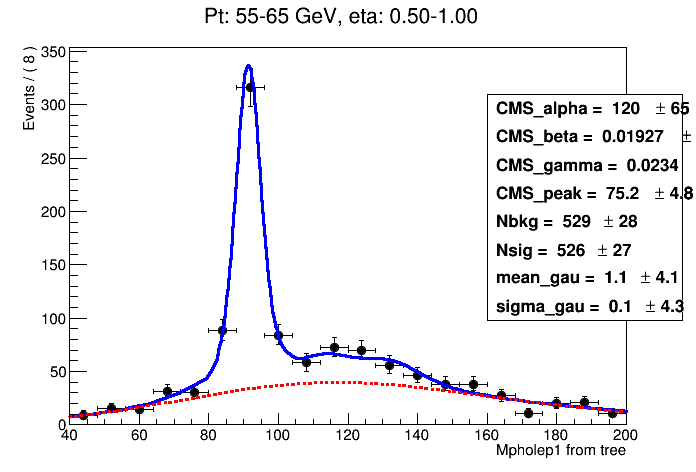 Pt: 55-65 GeV, eta: 0.50-1.00
Events / ( 8 )
350
300
250
200
150
100
50
0
CMS_alpha = 120 ± 65
CMS_beta = 0.01927 ±
CMS_gamma = 0.0234
CMS_peak = 75.2 ± 4.8
Nbkg = 529 ± 28
Nsig = 526 ± 27
mean_gau = 1.1 ± 4.1
sigma_gau = 0.1 ± 4.3
40 60 80 100 120 140 160 180 200
Mpholep1 from tree